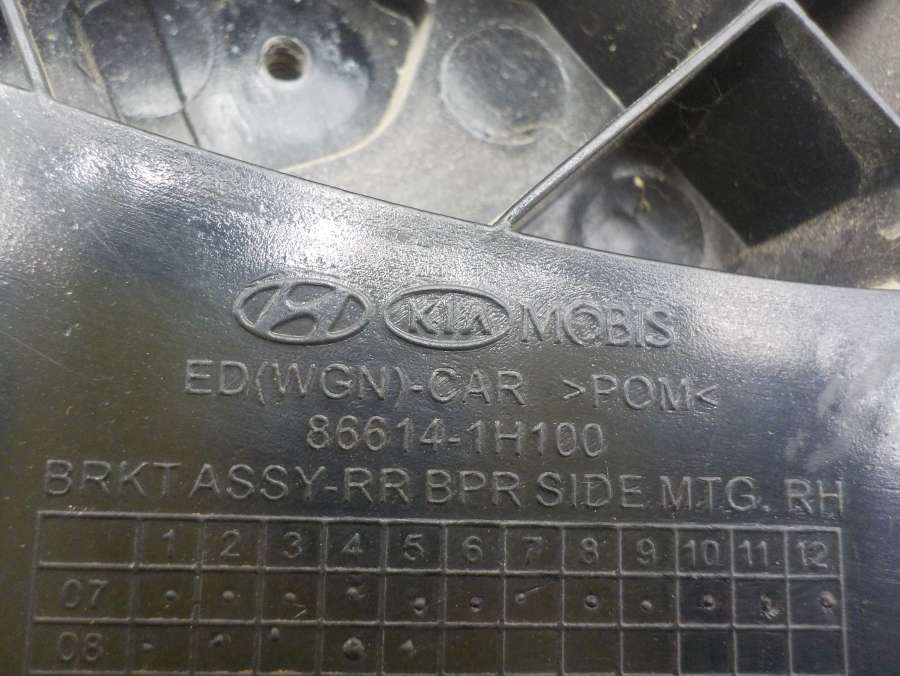 KIA MOBIS
ED(WGN)-CAR >POM<
86614-1H100
BRKT ASSY-RR BPR SIDE MTG. RH
1 2 3 4 5 6 7 8 9 10 11 12
07
08